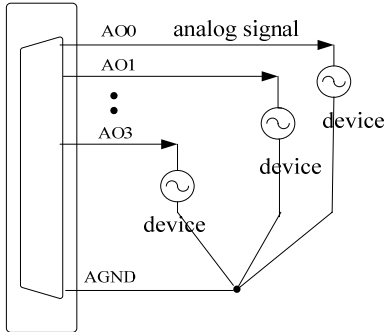 AO0 analog signal
AO1
device
AO3
device
device
AGND